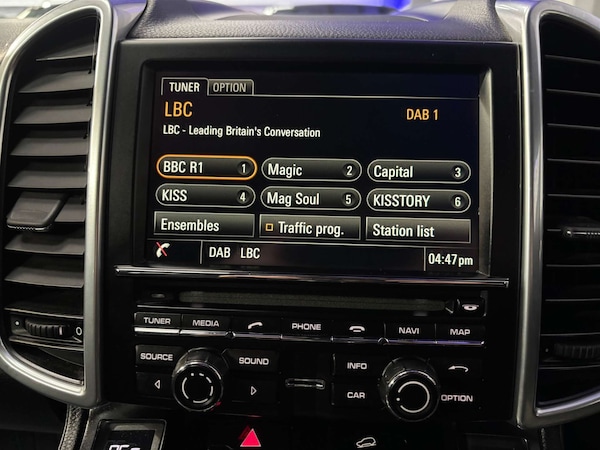 TUNER OPTION
LBC DAB 1
LBC - Leading Britain's Conversation
BBC R1 1 Magic 2 Capital 3
KISS 4 Mag Soul 5 KISSTORY 6
Ensembles Traffic prog. Station list
DAB LBC 04:47 pm
TUNER MEDIA PHONE NAVI MAP
SOURCE SOUND INFO
CAR OPTION